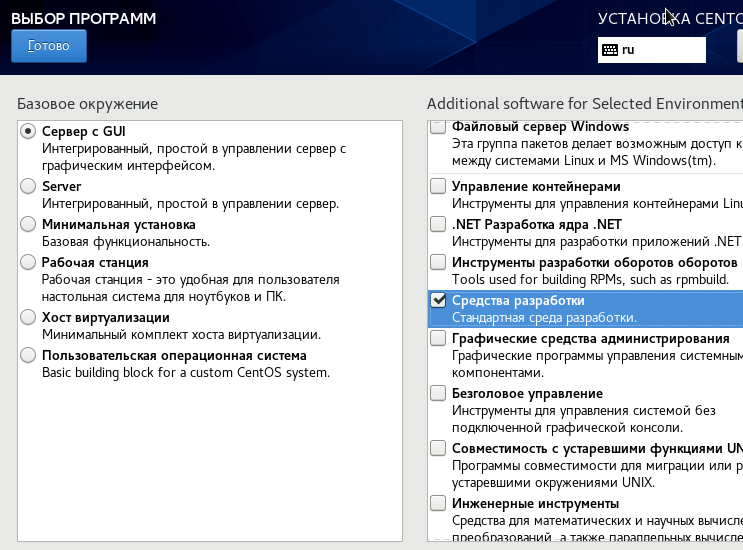 ВЫБОР ПРОГРАММ
УСТАНОВКА CENTO
Готово
ru
Базовое окружение
Сервер с GUI
Интегрированный, простой в управлении сервер с
графическим интерфейсом.
Server
Интегрированный, простой в управлении сервер.
Минимальная установка
Базовая функциональность.
Рабочая станция
Рабочая станция - это удобная для пользователя
настольная система для ноутбуков и ПК.
Хост виртуализации
Минимальный комплект хоста виртуализации.
Пользовательская операционная система
Basic building block for a custom CentOS system.
Additional software for Selected Environment
Файловый сервер Windows
Эта группа пакетов делает возможным доступ к
между системами Linux и MS Windows(tm).
Управление контейнерами
Инструменты для управления контейнерами Linu
.NET Разработка ядра .NET
Инструменты для разработки приложений .NET
Инструменты разработки оборотов оборотов
Tools used for building RPMs, such as rpmbuild.
Средства разработки
Стандартная среда разработки.
Графические средства администрирования
Графические программы управления системным
компонентами.
Безголовое управление
Инструменты для управления системой без
подключенной графической консоли.
Совместимость с устаревшими функциями UN
Программы совместимости для миграции или р
устаревшими окружениями UNIX.
Инженерные инструменты
Средства для математических и научных вычисле
преобразований, а также параллельных вычисле